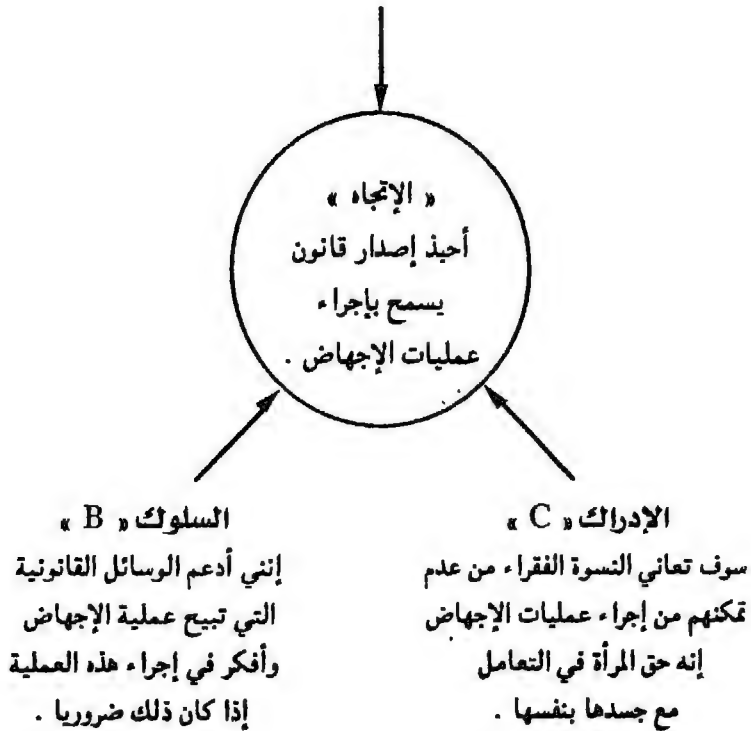 « الإتجاه »
أحبذ إصدار قانون
يسمح بإجراء
عمليات الإجهاض .
الإدراك « C »
سوف تعاني النسوة الفقراء من عدم
تمكنهم من إجراء عمليات الإجهاض
إنه حق المرأة في التعامل
مع جسدها بنفسها .
السلوك « B »
إنني أدعم الوسائل القانونية
التي تبيح عملية الإجهاض
وأفكر في إجراء هذه العملية
إذا كان ذلك ضروريا .